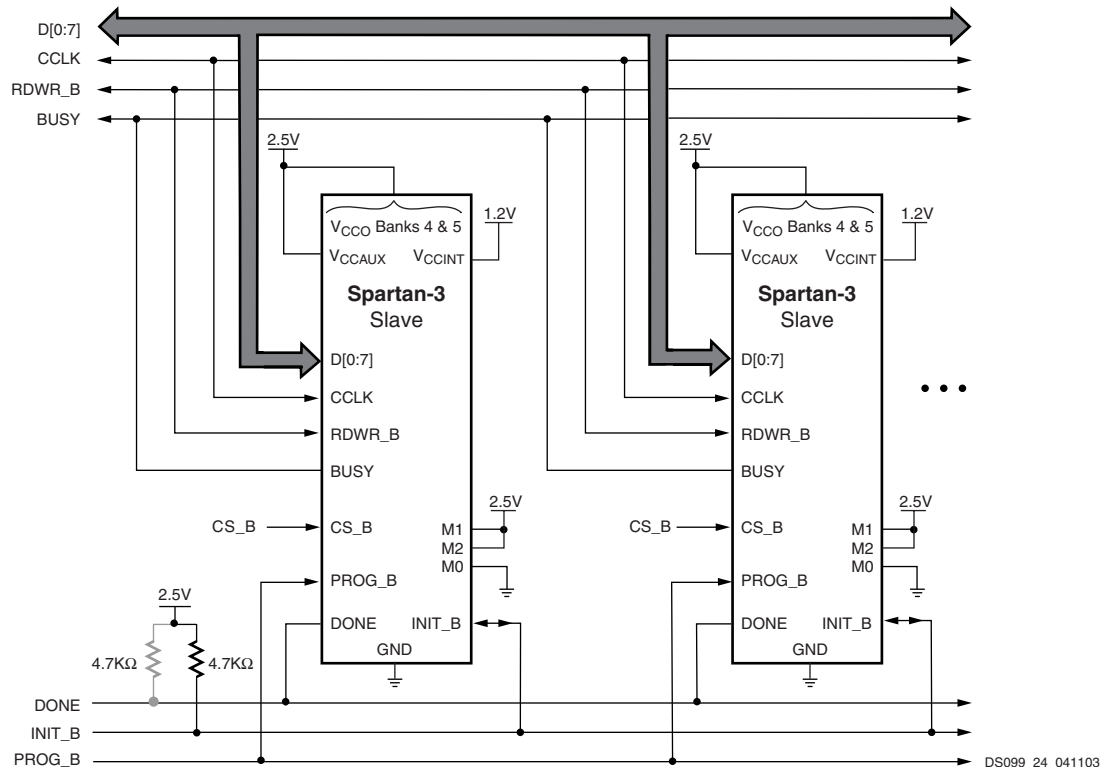 D[0:7]
CCLK
RDWR_B
BUSY
2.5V
2.5V
VCCO Banks 4 & 5
1.2V
VCCO Banks 4 & 5
1.2V
VCCAUX VCCINT
VCCAUX VCCINT
Spartan-3
Slave
Spartan-3
Slave
D[0:7]
D[0:7]
CCLK
CCLK
RDWR_B
RDWR_B
BUSY
BUSY
2.5V
2.5V
CS_B
CS_B
M1
CS_B
CS_B
M1
M2
M2
M0
M0
PROG_B
PROG_B
2.5V
DONE INIT_B
DONE INIT_B
GND
GND
4.7KΩ
4.7KΩ
DONE
INIT_B
PROG_B
DS099_24_041103